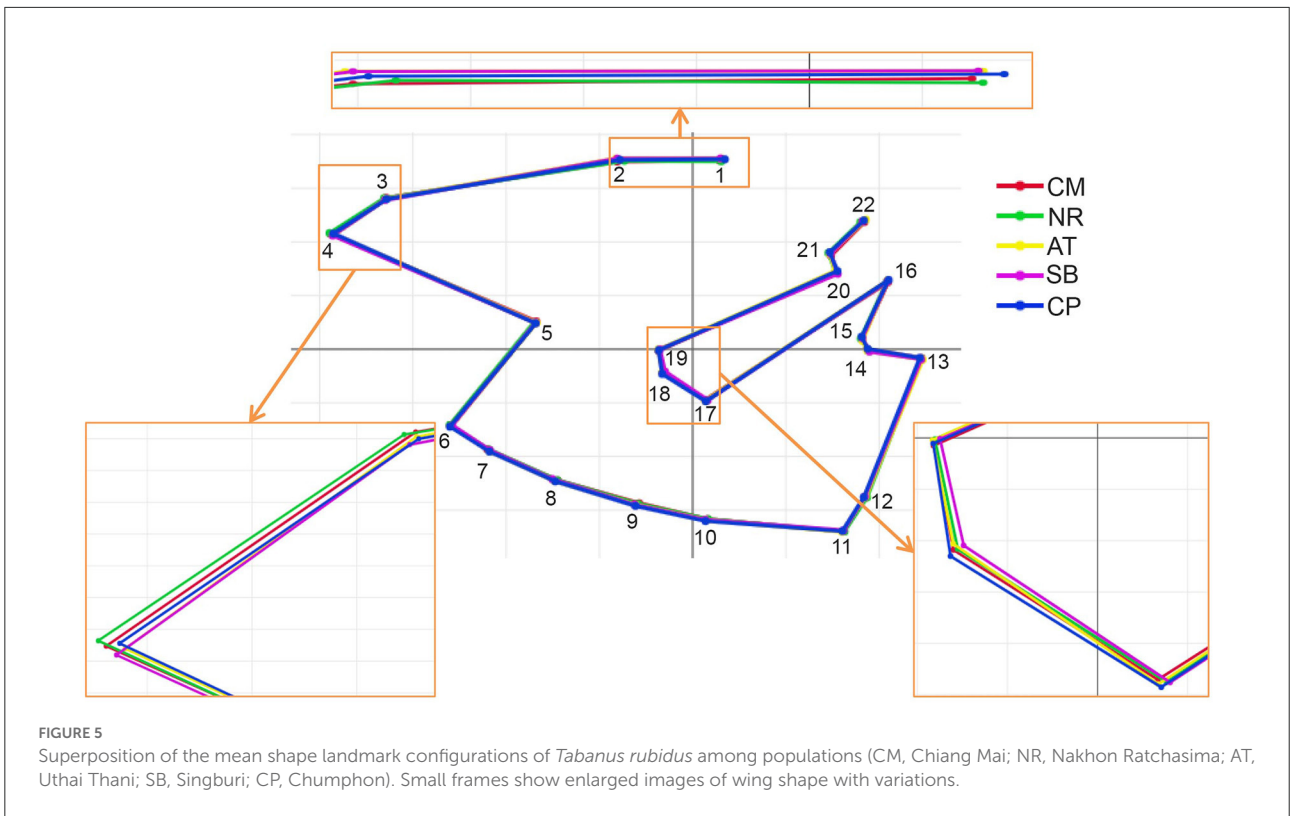 2
1
3
4
22
21
20
16
5
15
14
13
19
18
17
6
7
8
9
10
11
12
CM
NR
AT
SB
CP
FIGURE 5
Superposition of the mean shape landmark configurations of Tabanus rubidus among populations (CM, Chiang Mai; NR, Nakhon Ratchasima; AT,
Uthai Thani; SB, Singburi; CP, Chumphon). Small frames show enlarged images of wing shape with variations.